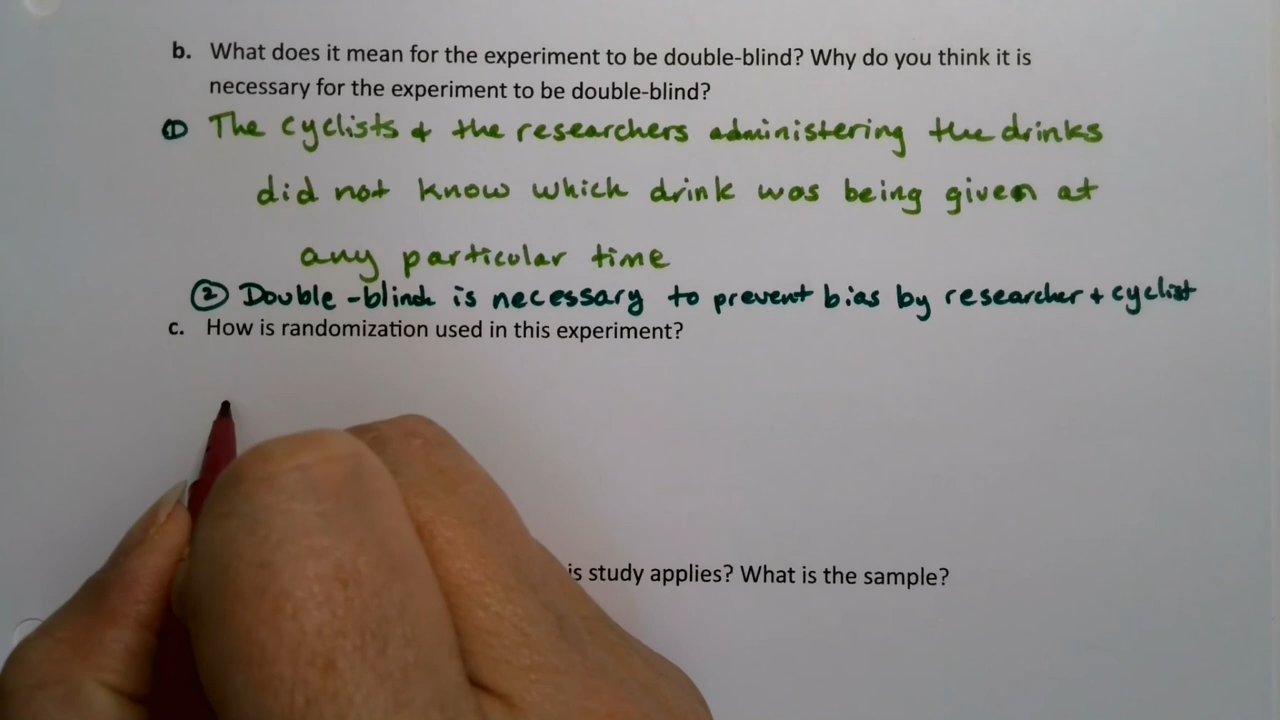 b. What does it mean for the experiment to be double-blind? Why do you think it is
necessary for the experiment to be double-blind?
① The cyclists & the researchers administering the drinks
did not know which drink was being given at
any particular time
② Double-blind is necessary to prevent bias by researcher + cyclist
c. How is randomization used in this experiment?
is study applies? What is the sample?